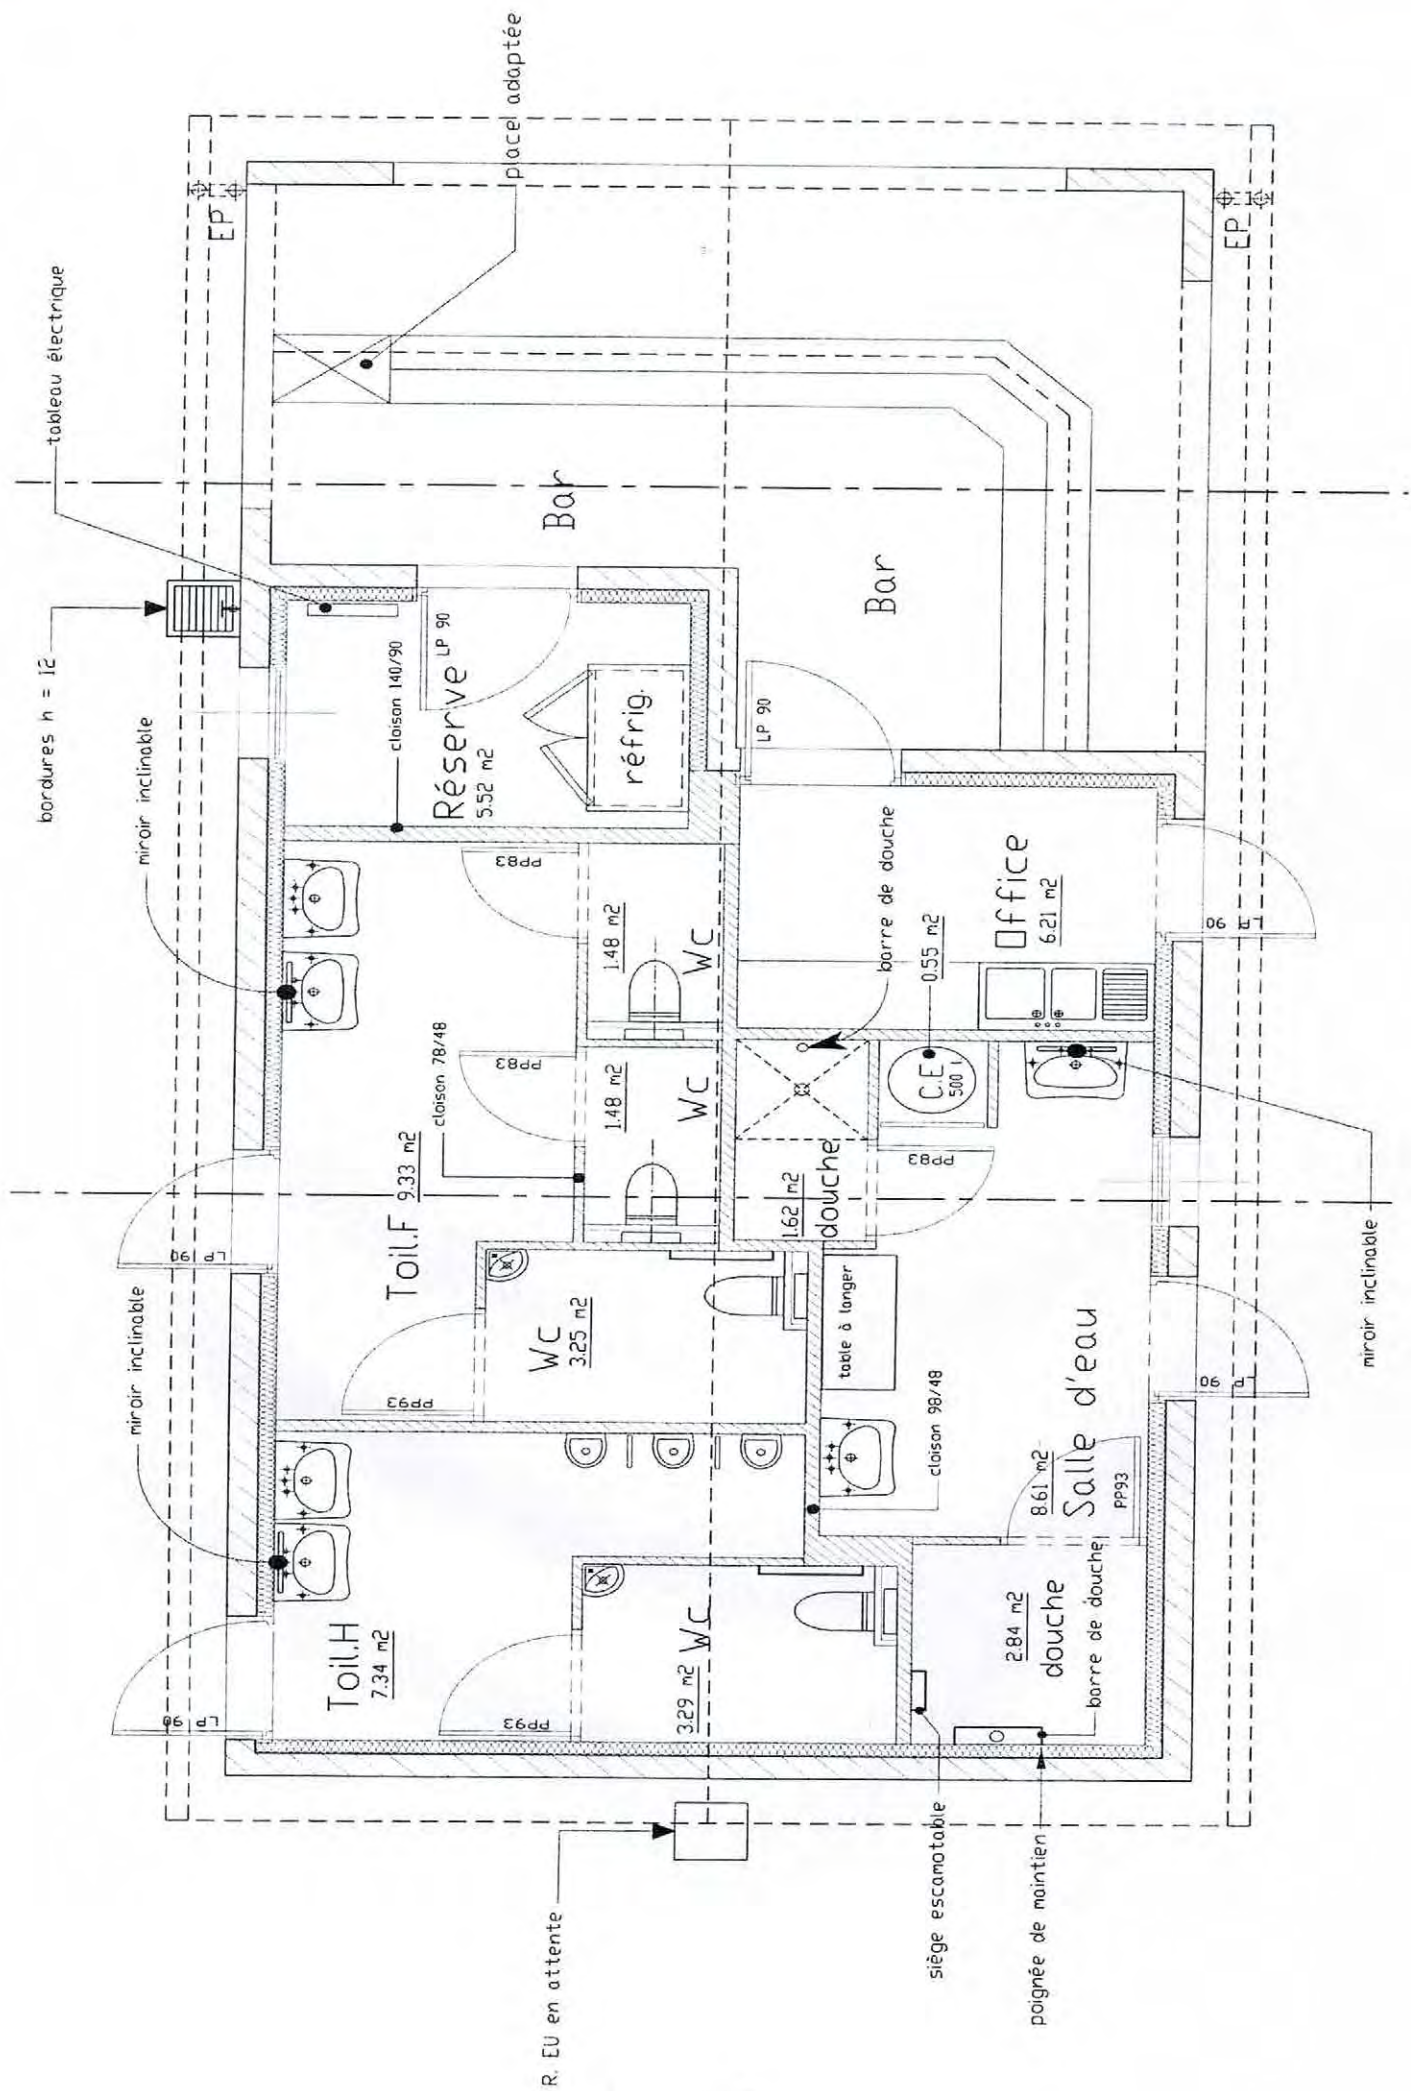 R. EU en attente
miroir inclinable
miroir inclinable
bordures h = 12
tableau électrique
place adaptée
EP
LP 90
LP 90
Toil.H
7.34 m2
Toil.F
9.33 m2
Réserve
5.52 m2
LP 90
cloison 140/90
réfrig.
Bar
PP93
PP93
PP83
PP83
cloison 78/48
3.29 m2
Wc
Wc
3.25 m2
1.48 m2
Wc
1.48 m2
Wc
Bar
LP 90
siège escamotable
poignée de maintien
2.84 m2
douche
barre de douche
cloison 98/48
table à langer
1.62 m2
douche
PP83
C.E
500 l
0.55 m2
barre de douche
Office
6.21 m2
8.61 m2
Salle d'eau
PP93
LP 90
LP 90
EP
miroir inclinable